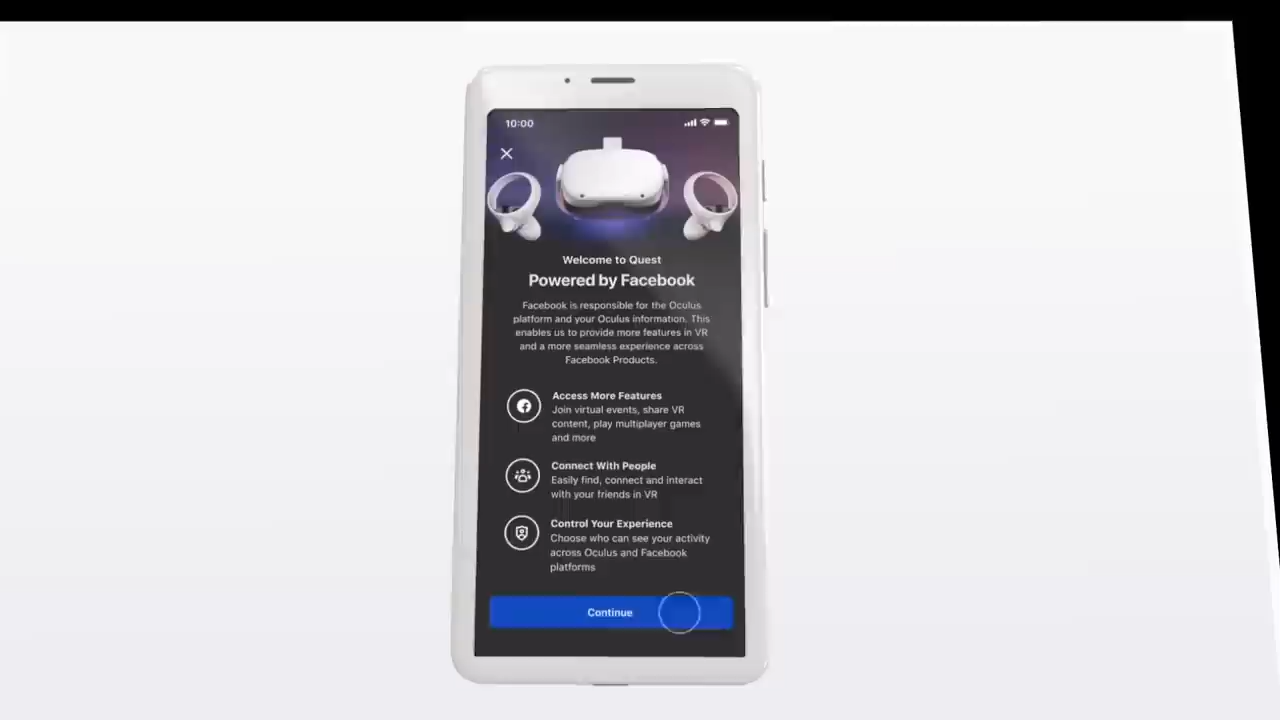 10:00
Welcome to Quest
Powered by Facebook
Facebook is responsible for the Oculus
platform and your Oculus information. This
enables us to provide more features in VR
and a more seamless experience across
Facebook Products.
Access More Features
Join virtual events, share VR
content, play multiplayer games
and more
Connect With People
Easily find, connect and interact
with your friends in VR
Control Your Experience
Choose who can see your activity
across Oculus and Facebook
platforms
Continue